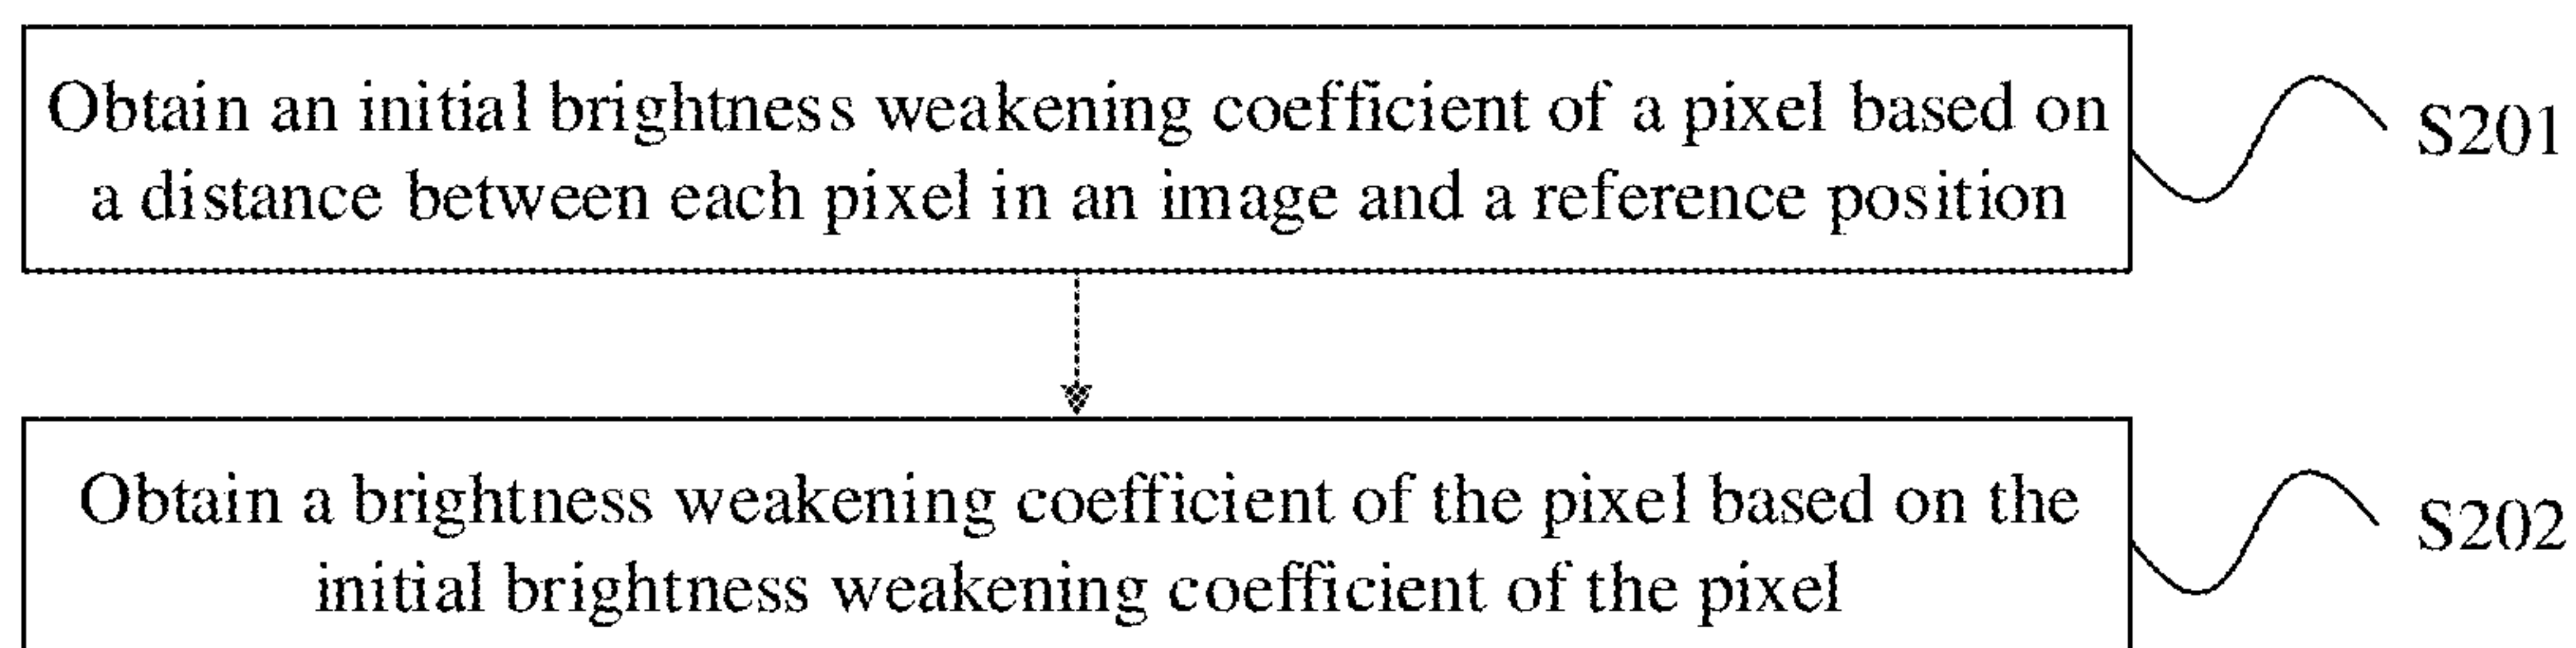 Obtain an initial brightness weakening coefficient of a pixel based on
a distance between each pixel in an image and a reference position
S201
Obtain a brightness weakening coefficient of the pixel based on the
initial brightness weakening coefficient of the pixel
S202